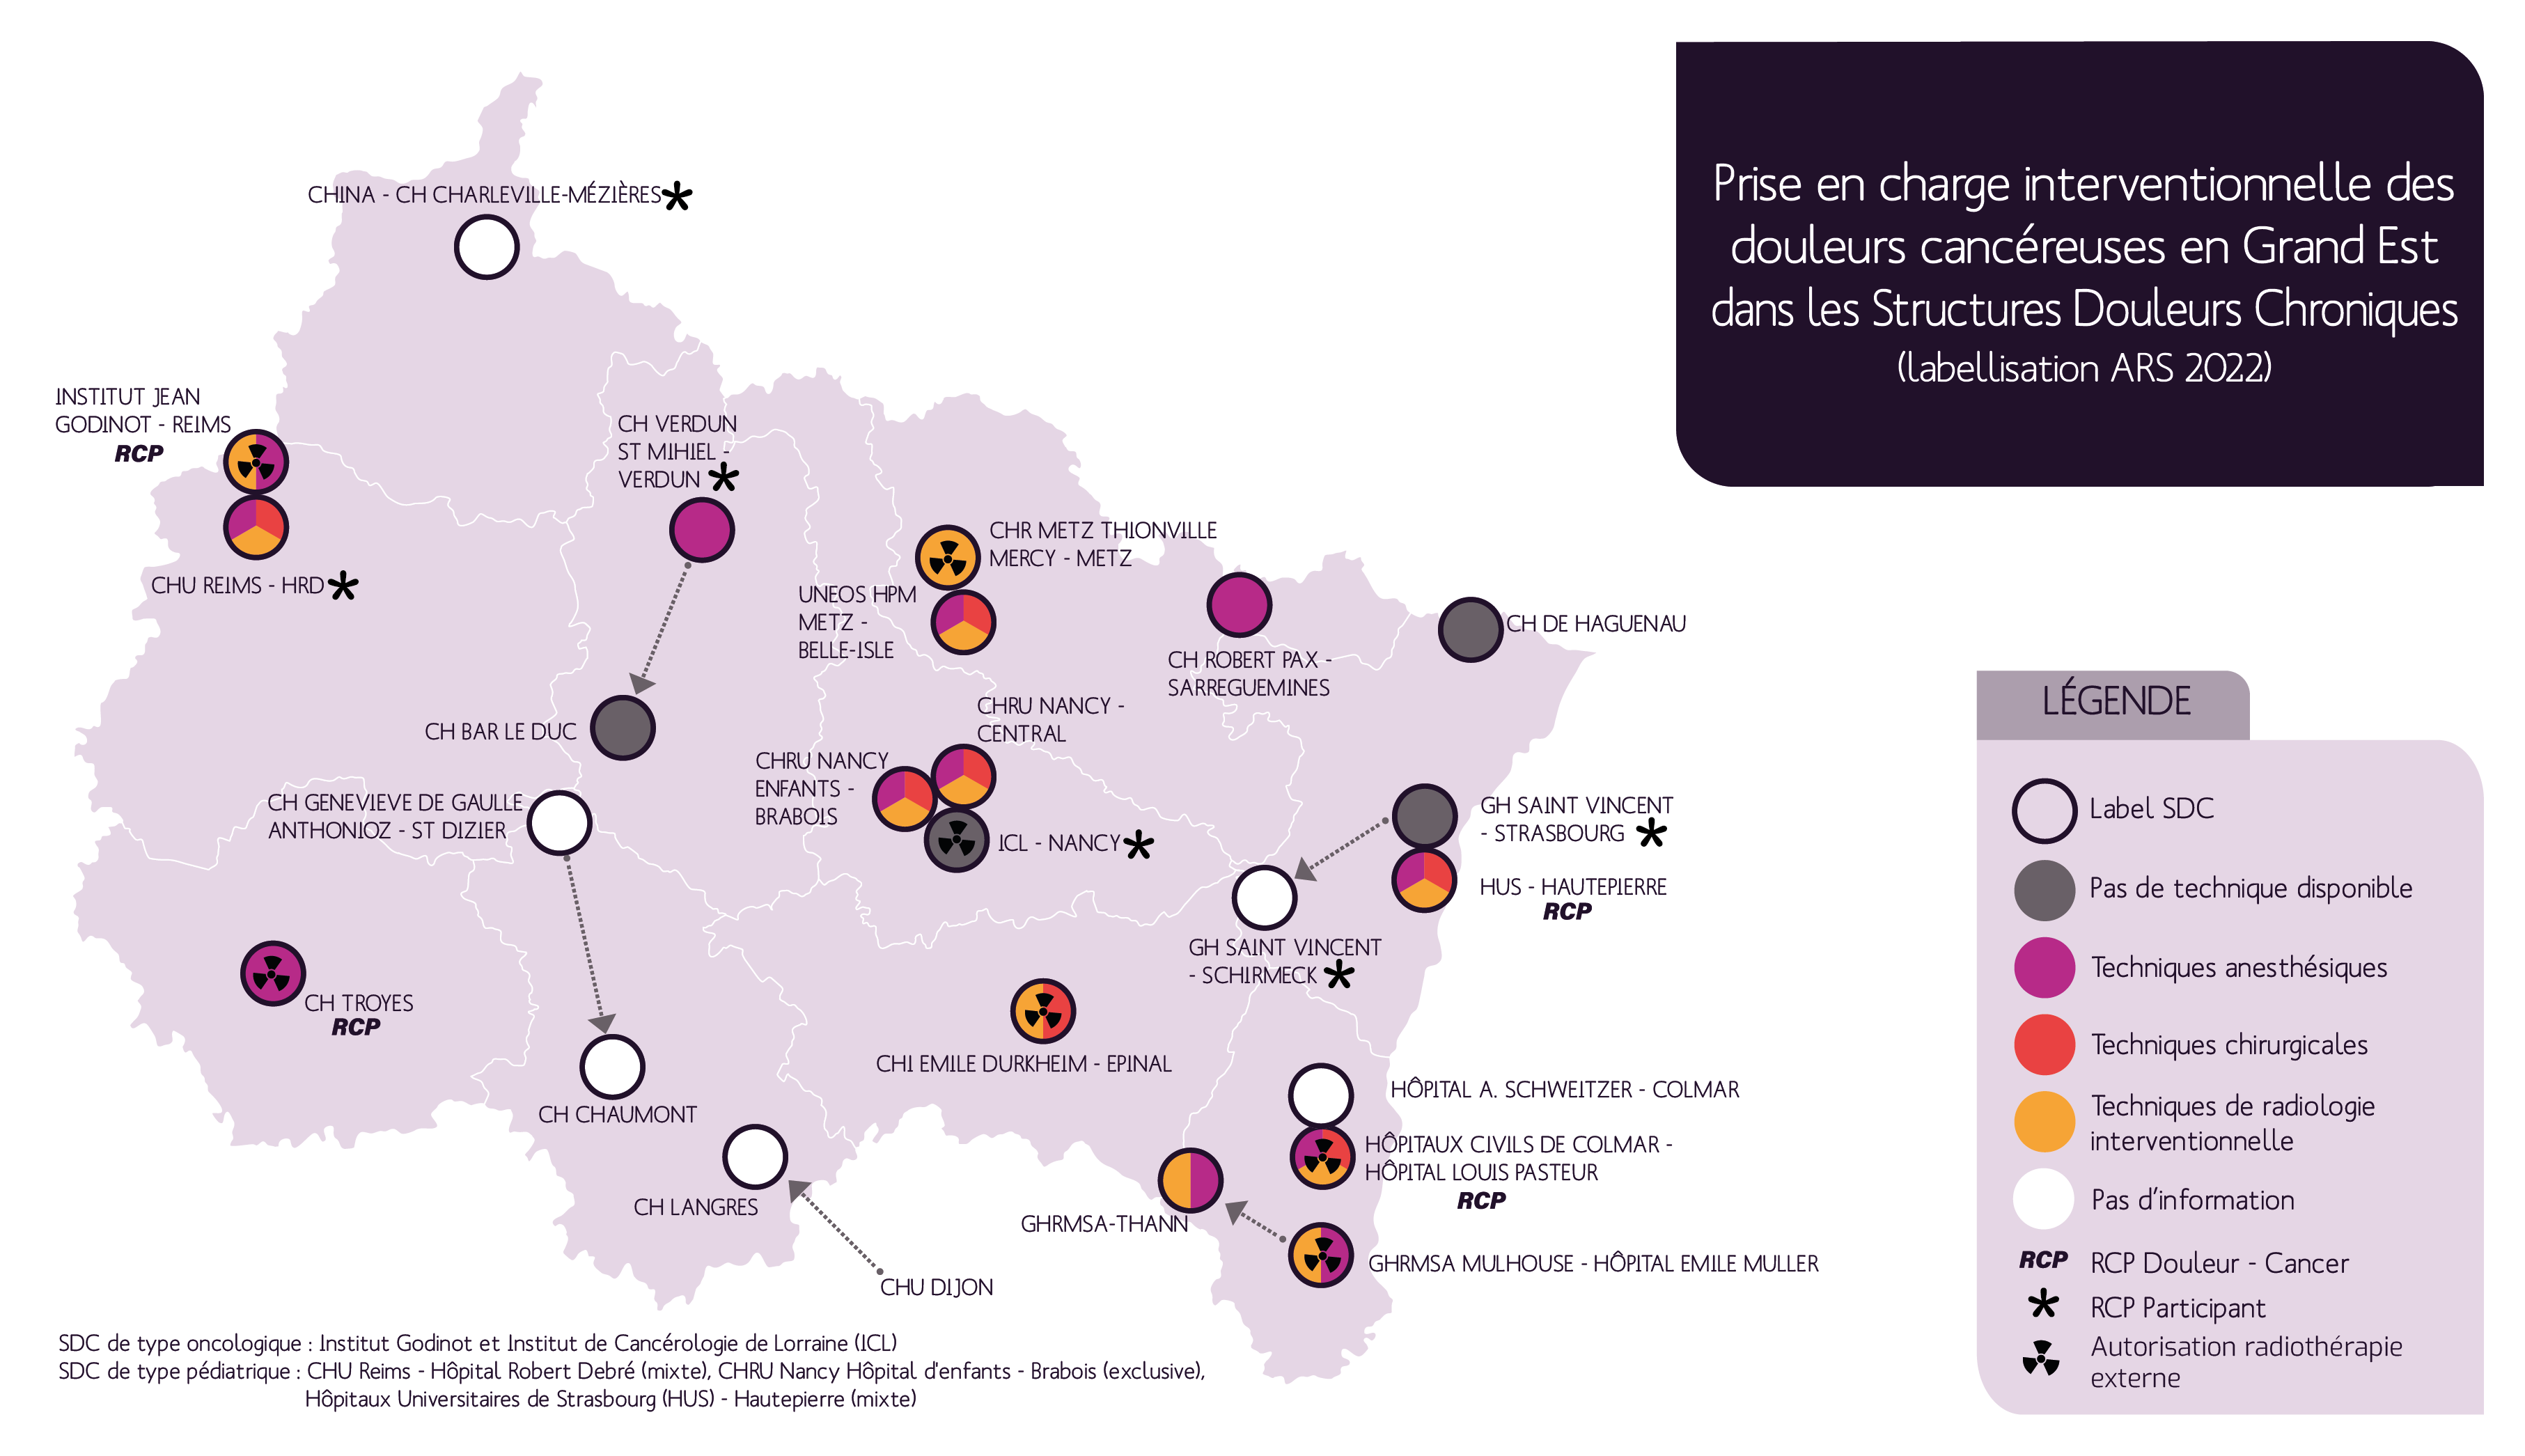 Prise en charge interventionnelle des
douleurs cancéreuses en Grand Est
dans les Structures Douleurs Chroniques
(labellisation ARS 2022)
CHINA - CH CHARLEVILLE-MÉZIÈRES*
INSTITUT JEAN
GODINOT - REIMS
RCP
CHU REIMS - HRD*
CH VERDUN
ST MIHIEL -
VERDUN *
CHR METZ THIONVILLE
MERCY - METZ
UNEOS HPM
METZ -
BELLE-ISLE
CH ROBERT PAX -
SARREGUEMINES
CH DE HAGUENAU
CH BAR LE DUC
CHRU NANCY -
CENTRAL
CHRU NANCY
ENFANTS -
BRABOIS
ICL - NANCY*
CH GENEVIEVE DE GAULLE
ANTHONIOZ - ST DIZIER
GH SAINT VINCENT
- STRASBOURG *
HUS - HAUTEPIERRE
RCP
GH SAINT VINCENT
- SCHIRMECK *
CH TROYES
RCP
CHI EMILE DURKHEIM - EPINAL
CH CHAUMONT
HÔPITAL A. SCHWEITZER - COLMAR
HÔPITAUX CIVILS DE COLMAR -
HÔPITAL LOUIS PASTEUR
RCP
CH LANGRES
GHRMSA-THANN
GHRMSA MULHOUSE - HÔPITAL EMILE MULLER
CHU DIJON
LÉGENDE
Label SDC
Pas de technique disponible
Techniques anesthésiques
Techniques chirurgicales
Techniques de radiologie
interventionnelle
Pas d'information
RCP RCP Douleur - Cancer
* RCP Participant
Autorisation radiothérapie
externe
SDC de type oncologique : Institut Godinot et Institut de Cancérologie de Lorraine (ICL)
SDC de type pédiatrique : CHU Reims - Hôpital Robert Debré (mixte), CHRU Nancy Hôpital d'enfants - Brabois (exclusive),
Hôpitaux Universitaires de Strasbourg (HUS) - Hautepierre (mixte)